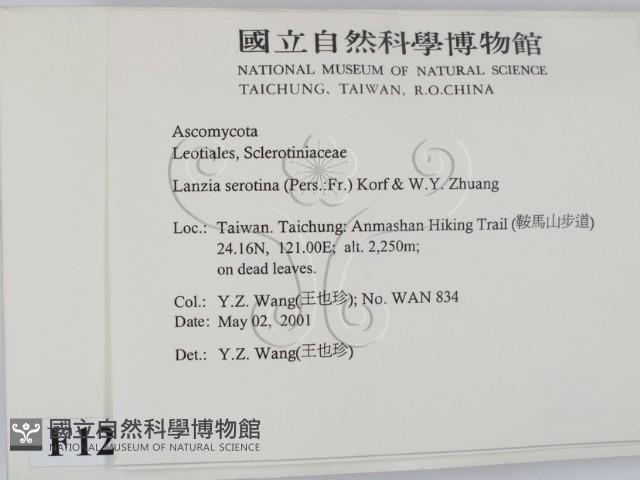 國立自然科學博物館
NATIONAL MUSEUM OF NATURAL SCIENCE
TAICHUNG, TAIWAN, R.O.CHINA
Ascomycota
Leotiales, Sclerotiniaceae
Lanzia serotina (Pers.:Fr.) Korf & W.Y. Zhuang
Loc.: Taiwan. Taichung: Anmashan Hiking Trail (鞍馬山步道)
24.16N, 121.00E; alt. 2,250m;
on dead leaves.
Col.: Y.Z. Wang(王也珍); No. WAN 834
Date: May 02, 2001
Det.: Y.Z. Wang(王也珍)
國立自然科學博物館
NATIONAL MUSEUM OF NATURAL SCIENCE
F12